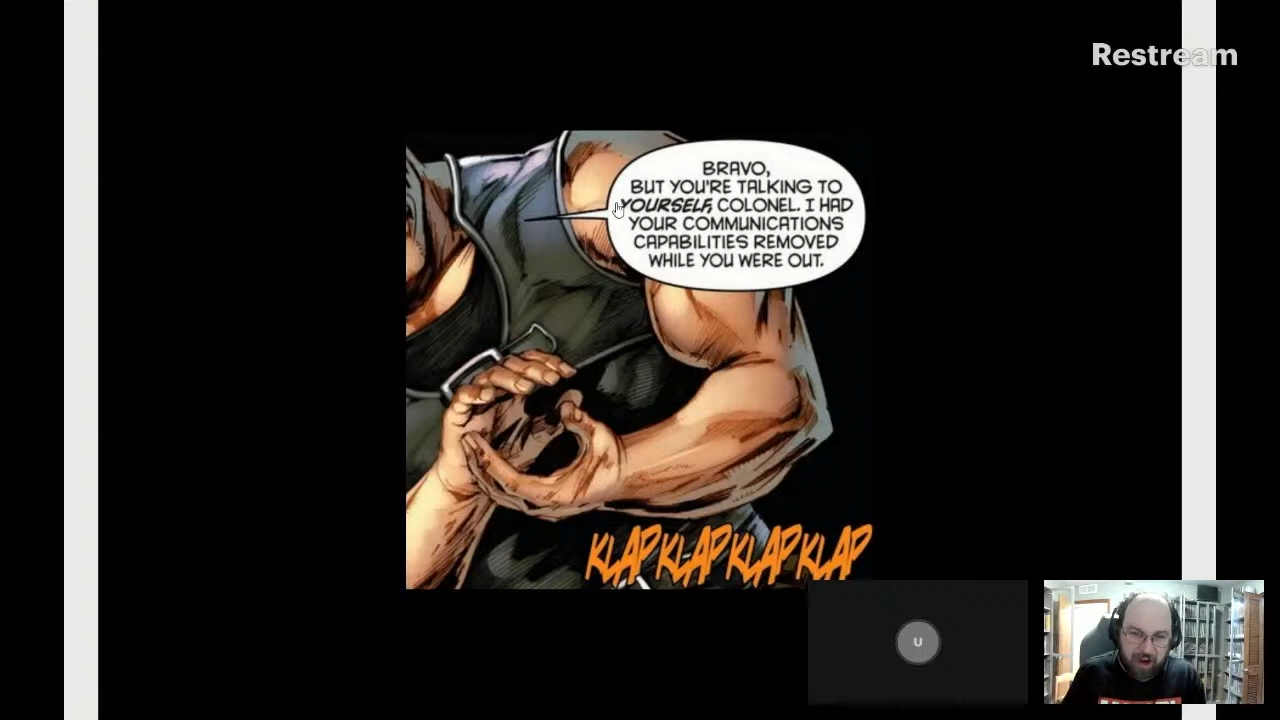 Restream
BRAVO,
BUT YOU'RE TALKING TO
YOURSELF, COLONEL. I HAD
YOUR COMMUNICATIONS
CAPABILITIES REMOVED
WHILE YOU WERE OUT.
KLAP KLAP KLAP KLAP
U